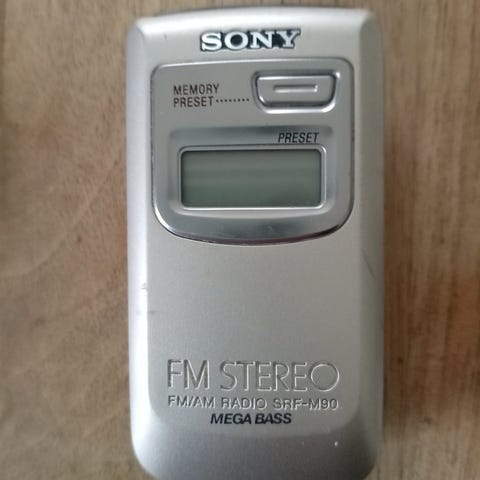 SONY
MEMORY
PRESET········
PRESET
FM STEREO
FM/AM RADIO SRF-M90
MEGA BASS